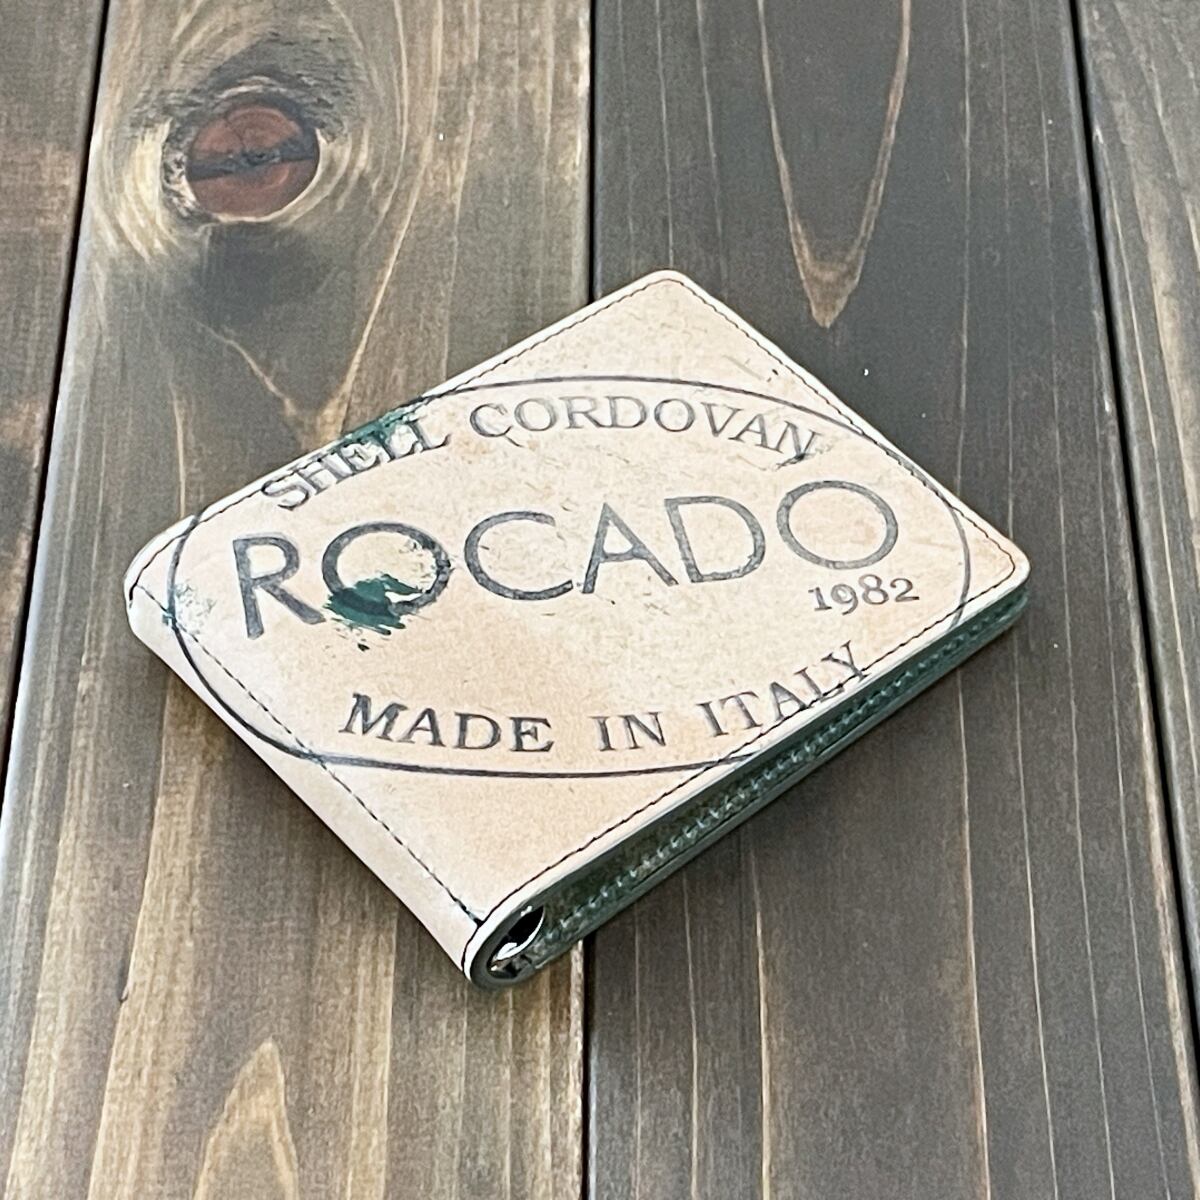 SHELL CORDOVAN
ROCADO
1982
MADE IN ITALY